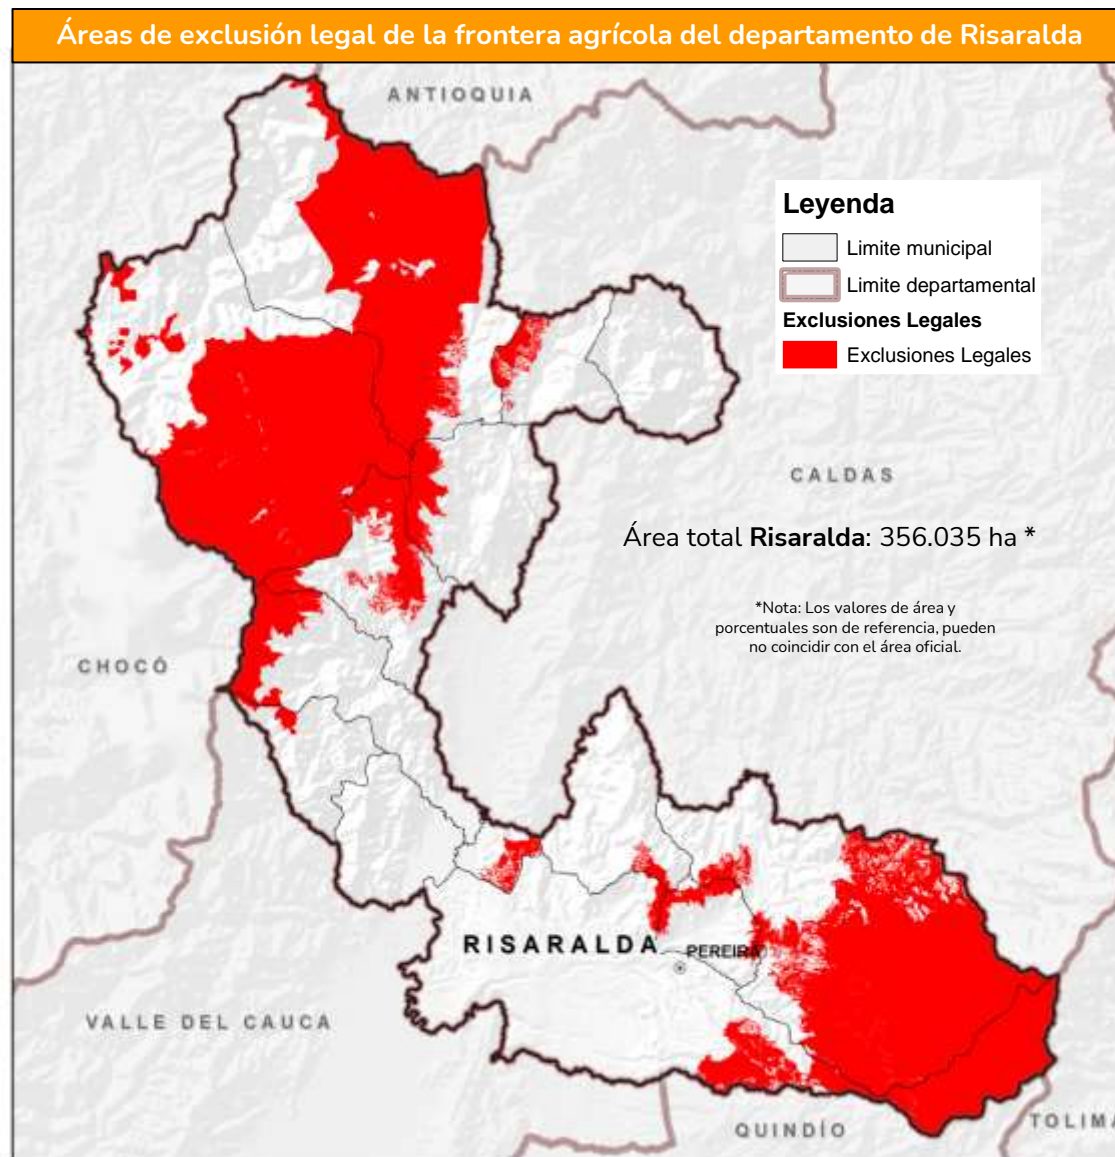 Áreas de exclusión legal de la frontera agrícola del departamento de Risaralda
ANTIOQUIA
Leyenda
Limite municipal
Limite departamental
Exclusiones Legales
Exclusiones Legales
CALDAS
Área total Risaralda: 356.035 ha *
*Nota: Los valores de área y
porcentuales son de referencia, pueden
no coincidir con el área oficial.
CHOCÓ
RISARALDA
PEREIRA
VALLE DEL CAUCA
QUINDÍO
TOLIMA